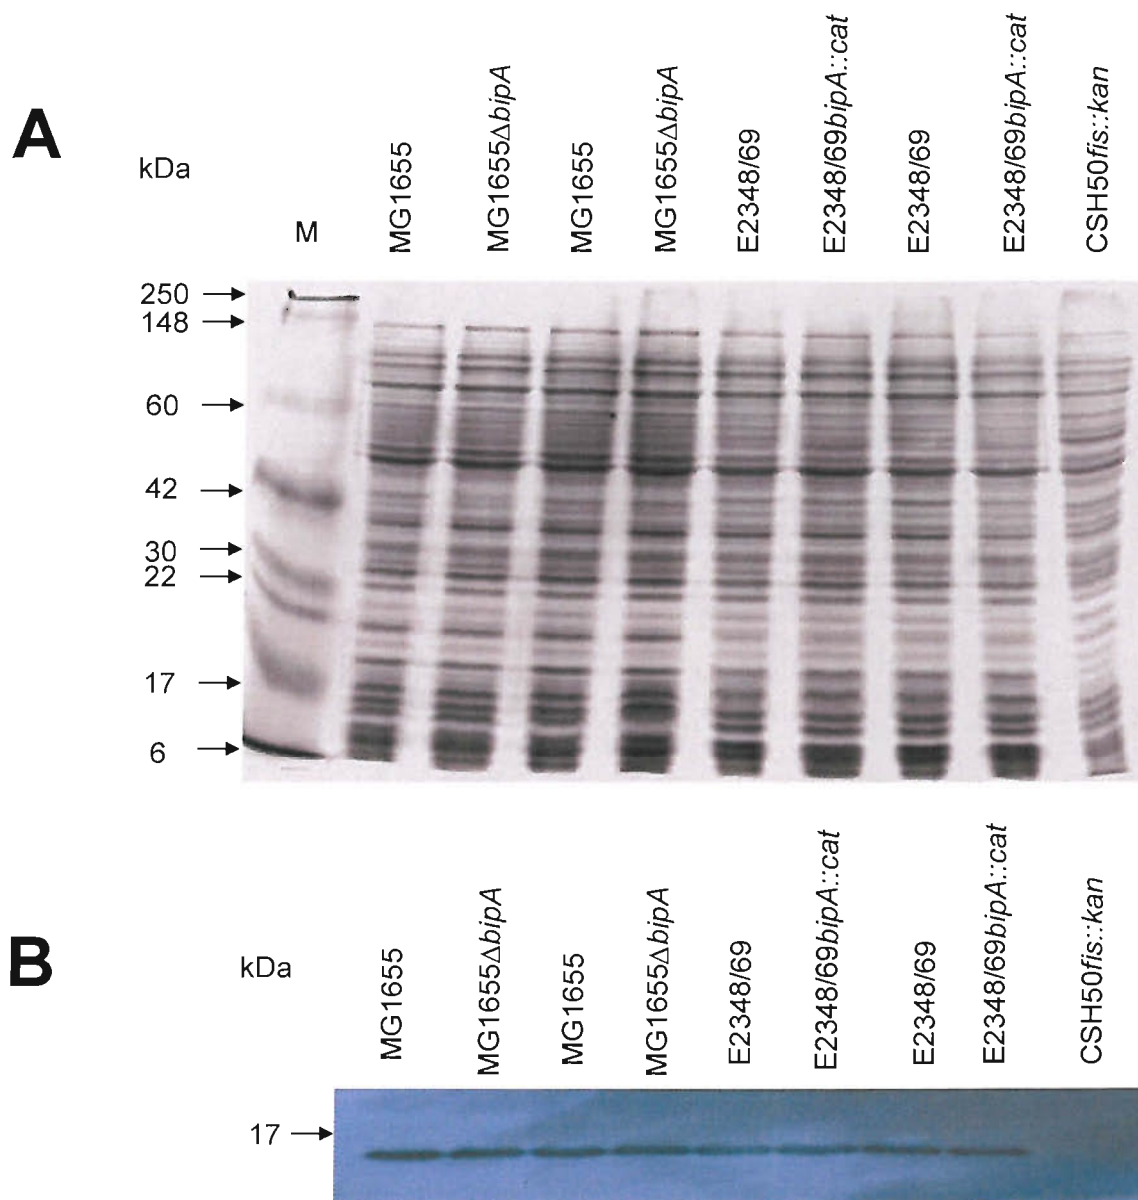 A
kDa
M
MG1655
MG1655ΔbipA
MG1655
MG1655ΔbipA
E2348/69
E2348/69bipA::cat
E2348/69
E2348/69bipA::cat
CSH50fis::kan
250
148
60
42
30
22
17
6
B
kDa
MG1655
MG1655ΔbipA
MG1655
MG1655ΔbipA
E2348/69
E2348/69bipA::cat
E2348/69
E2348/69bipA::cat
CSH50fis::kan
17